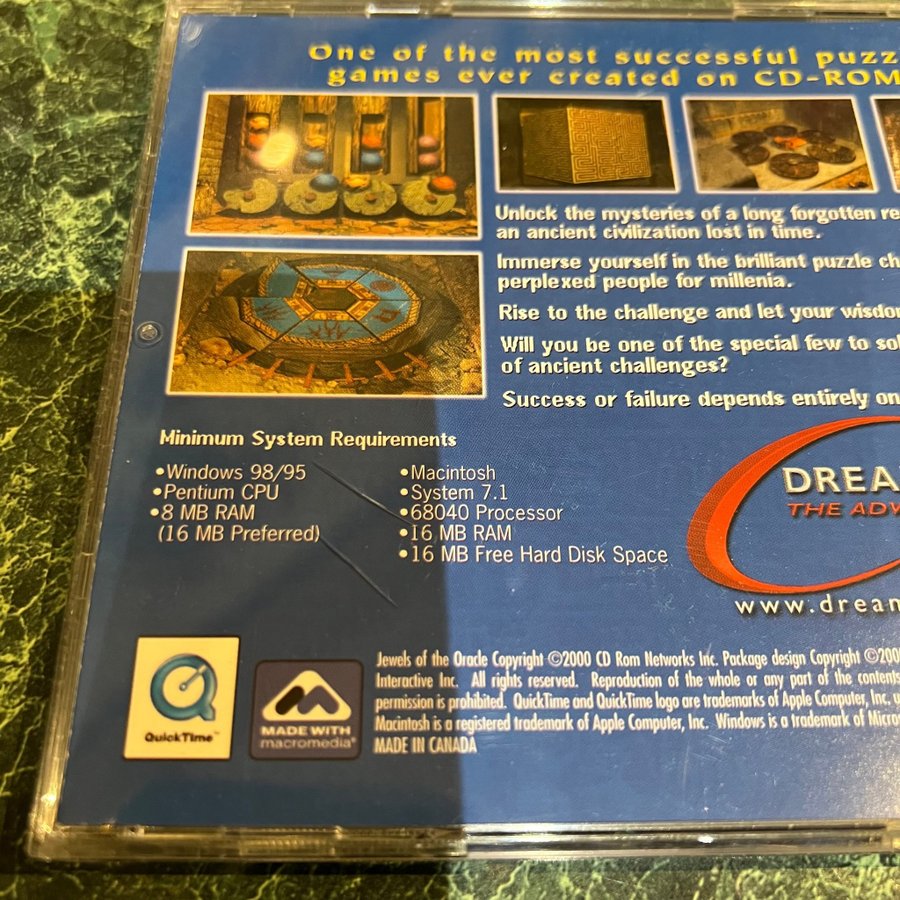 One of the most successful puzz
games ever created on CD-ROM
Unlock the mysteries of a long forgotten re
an ancient civilization lost in time.
Immerse yourself in the brilliant puzzle ch
perplexed people for millenia.
Rise to the challenge and let your wisdo
Will you be one of the special few to so
of ancient challenges?
Success or failure depends entirely on
Minimum System Requirements
•Windows 98/95
•Pentium CPU
•8 MB RAM
(16 MB Preferred)
•Macintosh
•System 7.1
•68040 Processor
•16 MB RAM
•16 MB Free Hard Disk Space
DREA
THE ADV
www.dream
QuickTime™
MADE WITH
macromedia®
Jewels of the Oracle Copyright ©2000 CD Rom Networks Inc. Package design Copyright ©200
Interactive Inc. All rights reserved. Reproduction of the whole or any part of the contents
permission is prohibited. QuickTime and QuickTime logo are trademarks of Apple Computer, Inc. u
Macintosh is a registered trademark of Apple Computer, Inc. Windows is a trademark of Micros
MADE IN CANADA